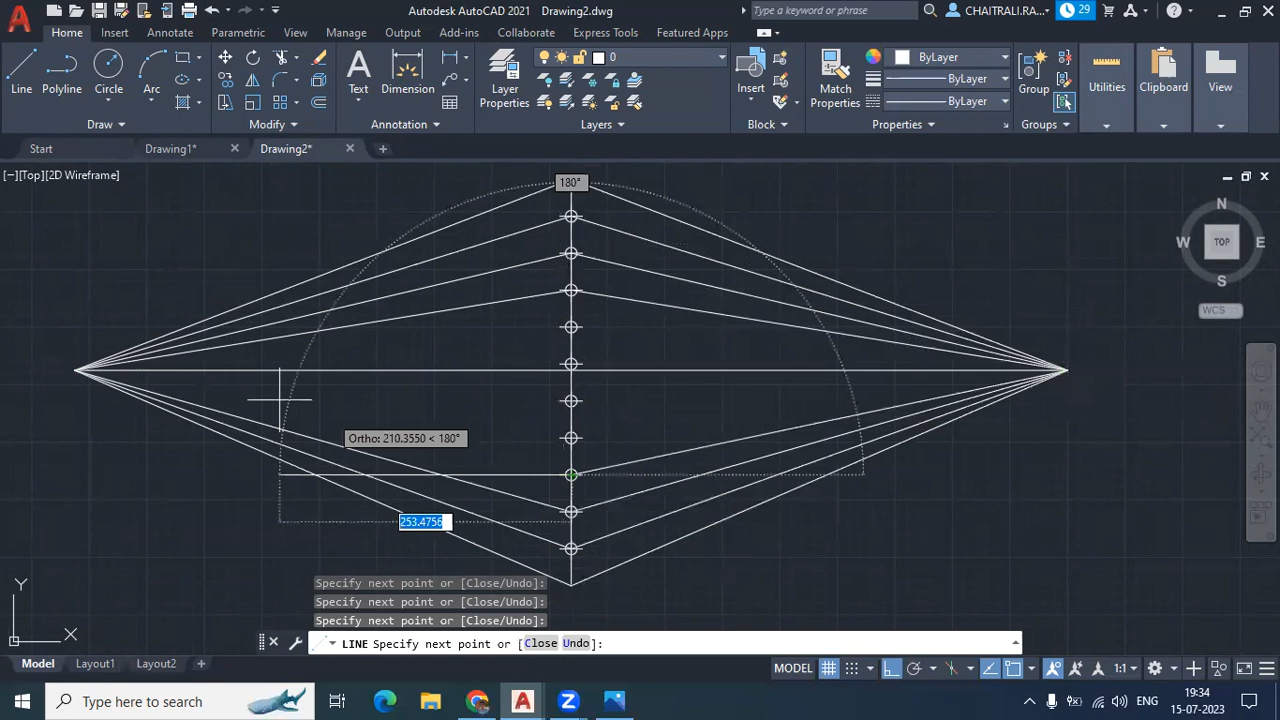 Autodesk AutoCAD 2021 Drawing2.dwg
Type a keyword or phrase
CHAITRALI.RA...
29
Home Insert Annotate Parametric View Manage Output Add-ins Collaborate Express Tools Featured Apps
Line Polyline Circle Arc
Text Dimension
Layer Properties
0
Insert
Match Properties
ByLayer
ByLayer
ByLayer
Group
Utilities
Clipboard
View
Draw Modify Annotation Layers Block Properties Groups
Start Drawing1* Drawing2*
[−][Top][2D Wireframe]
180°
N
W TOP E
S
WCS
Ortho: 210.3550 < 180°
253.4756
Specify next point or [Close/Undo]:
Specify next point or [Close/Undo]:
Specify next point or [Close/Undo]:
Y
X
LINE Specify next point or [Close Undo]:
Model Layout1 Layout2
MODEL 1:1
Type here to search
ENG
19:34
15-07-2023